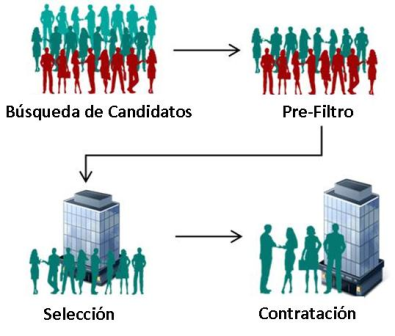 Búsqueda de Candidatos
Pre-Filtro
Selección
Contratación